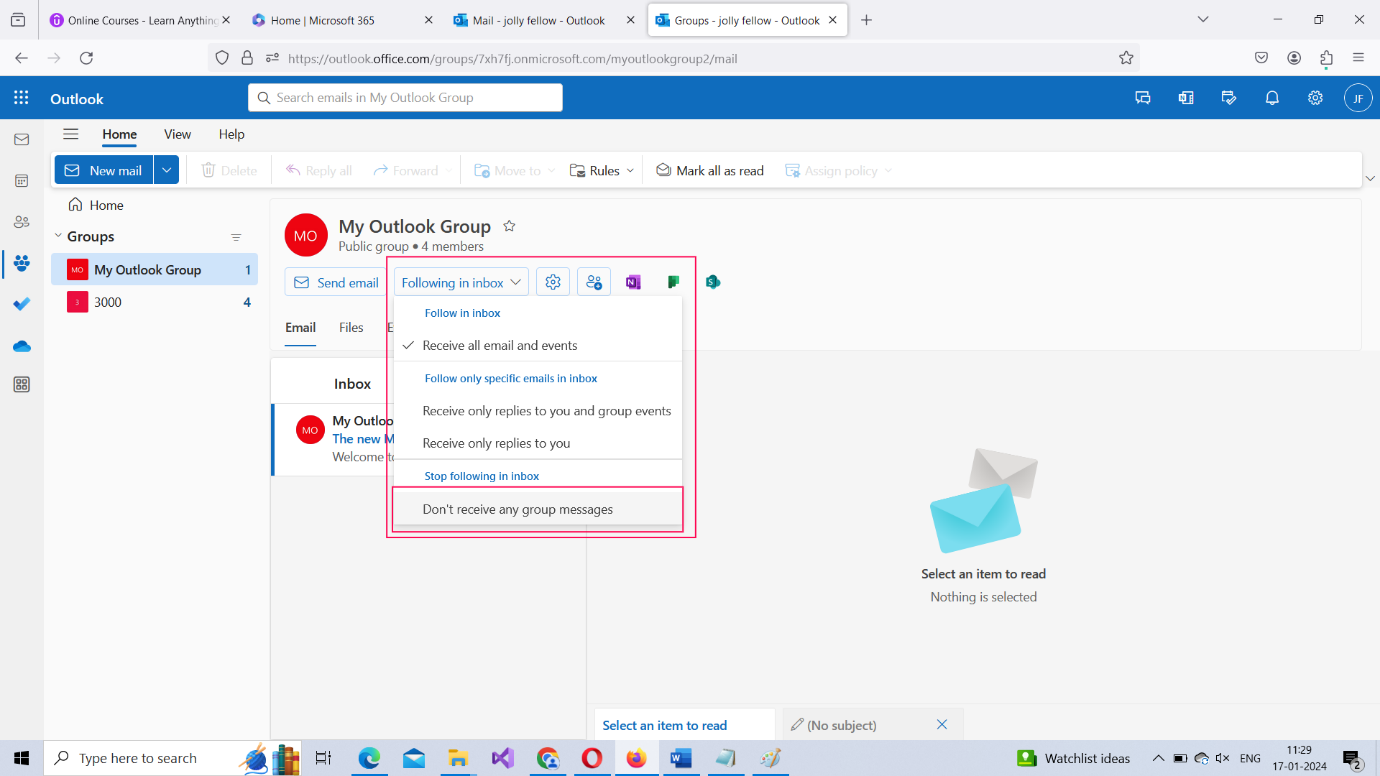 Online Courses - Learn Anything
Home | Microsoft 365
Mail - jolly fellow - Outlook
Groups - jolly fellow - Outlook
https://outlook.office.com/groups/7xh7fj.onmicrosoft.com/myoutlookgroup2/mail
Outlook
Search emails in My Outlook Group
JF
Home View Help
New mail Delete Reply all Forward Move to Rules Mark all as read Assign policy
Home
Groups
MO My Outlook Group 1
3 3000 4
MO
My Outlook Group
Public group • 4 members
Send email Following in inbox
Email Files E
Follow in inbox
Receive all email and events
Follow only specific emails in inbox
Receive only replies to you and group events
Receive only replies to you
Stop following in inbox
Don't receive any group messages
Inbox
MO
My Outloo
The new M
Welcome to
Select an item to read
Nothing is selected
Select an item to read
(No subject)
Type here to search
Watchlist ideas
ENG
11:29
17-01-2024
2